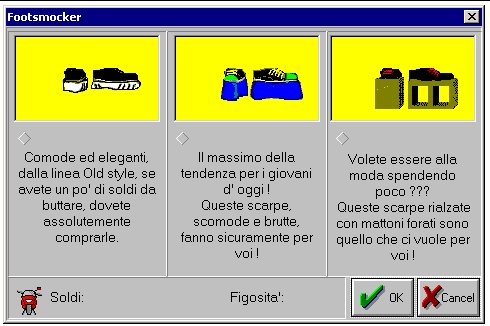 Footsmocker
Comode ed eleganti,
dalla linea Old style, se
avete un po' di soldi da
buttare, dovete
assolutemente
comprarle.
Il massimo della
tendenza per i giovani
d' oggi !
Queste scarpe,
scomode e brutte,
fanno sicuramente per
voi !
Volete essere alla
moda spendendo
poco ???
Queste scarpe rialzate
con mattoni forati sono
quello che ci vuole per
voi !
Soldi:
Figosita':
OK
Cancel